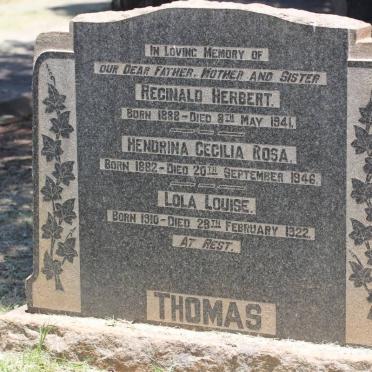 IN LOVING MEMORY OF
OUR DEAR FATHER, MOTHER AND SISTER
REGINALD HERBERT.
BORN 1888 - DIED 8TH MAY 1941.
HENDRINA CECILIA ROSA.
BORN 1882 - DIED 20TH SEPTEMBER 1946.
LOLA LOUISE.
BORN 1910 - DIED 29TH FEBRUARY 1922.
AT REST.
THOMAS